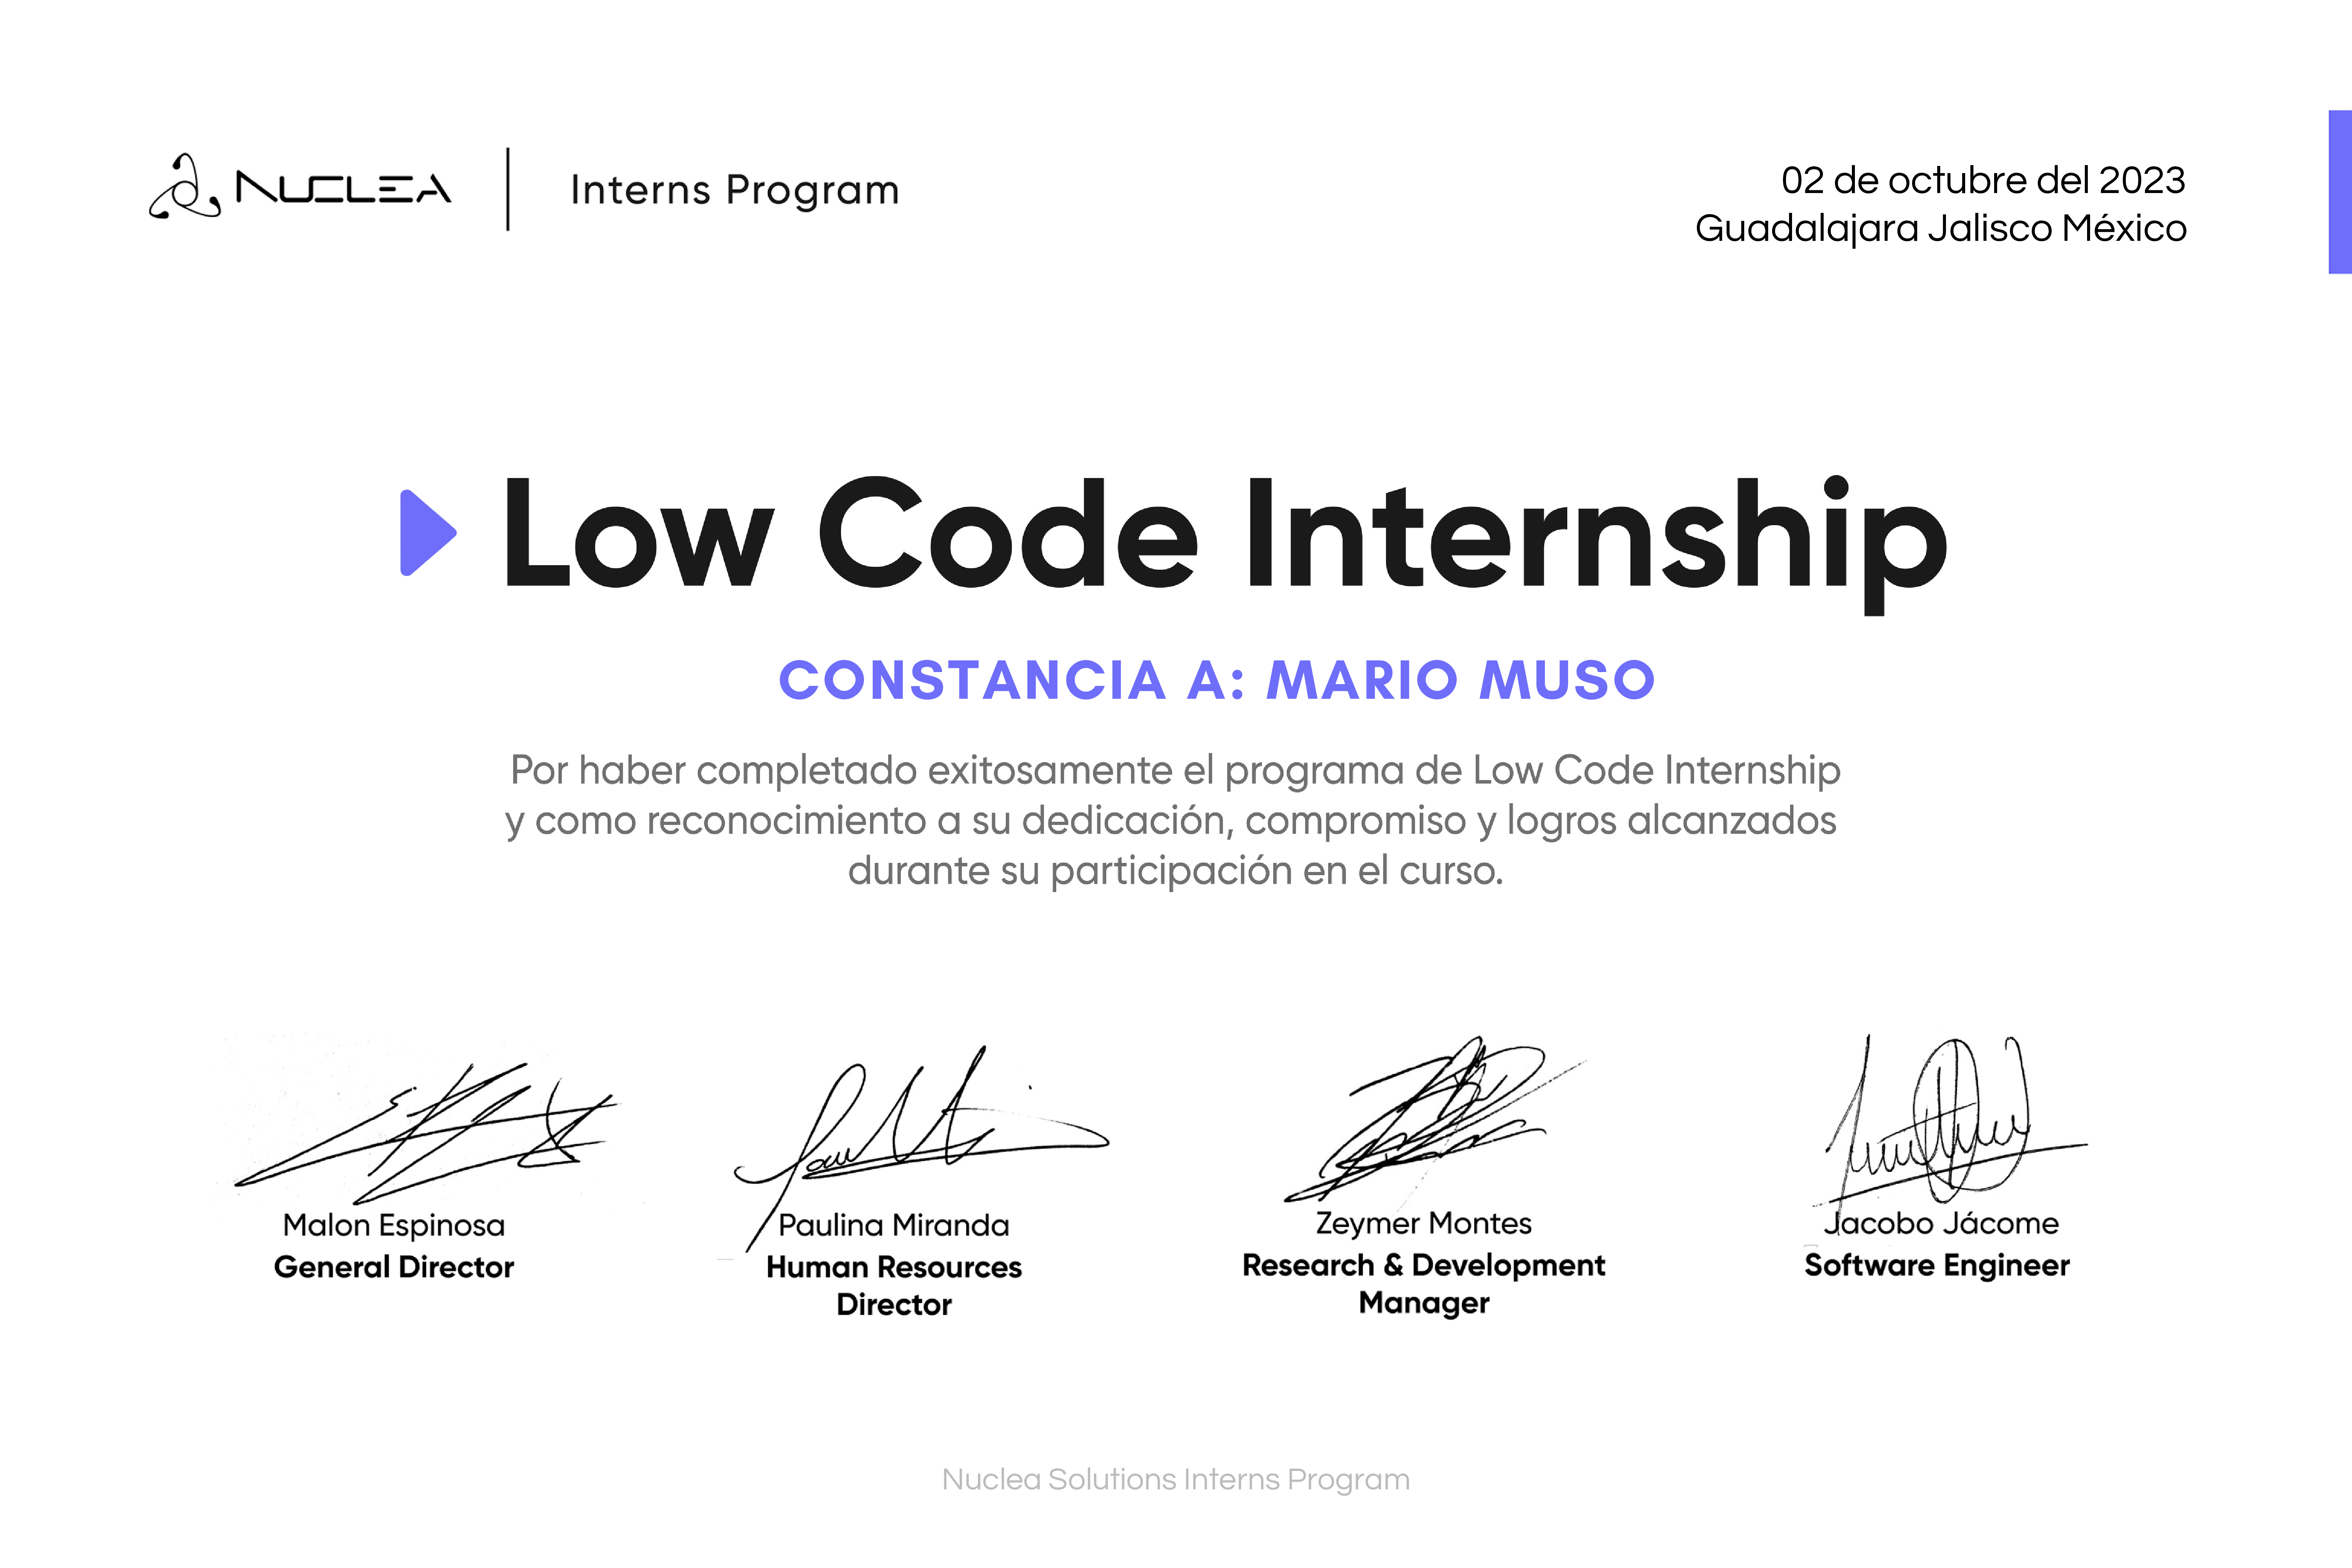 NUCLEA
Interns Program
02 de octubre del 2023
Guadalajara Jalisco México
Low Code Internship
CONSTANCIA A: MARIO MUSO
Por haber completado exitosamente el programa de Low Code Internship
y como reconocimiento a su dedicación, compromiso y logros alcanzados
durante su participación en el curso.
Malon Espinosa
General Director
Paulina Miranda
Human Resources
Director
Zeymer Montes
Research & Development
Manager
Jacobo Jácome
Software Engineer
Nuclea Solutions Interns Program